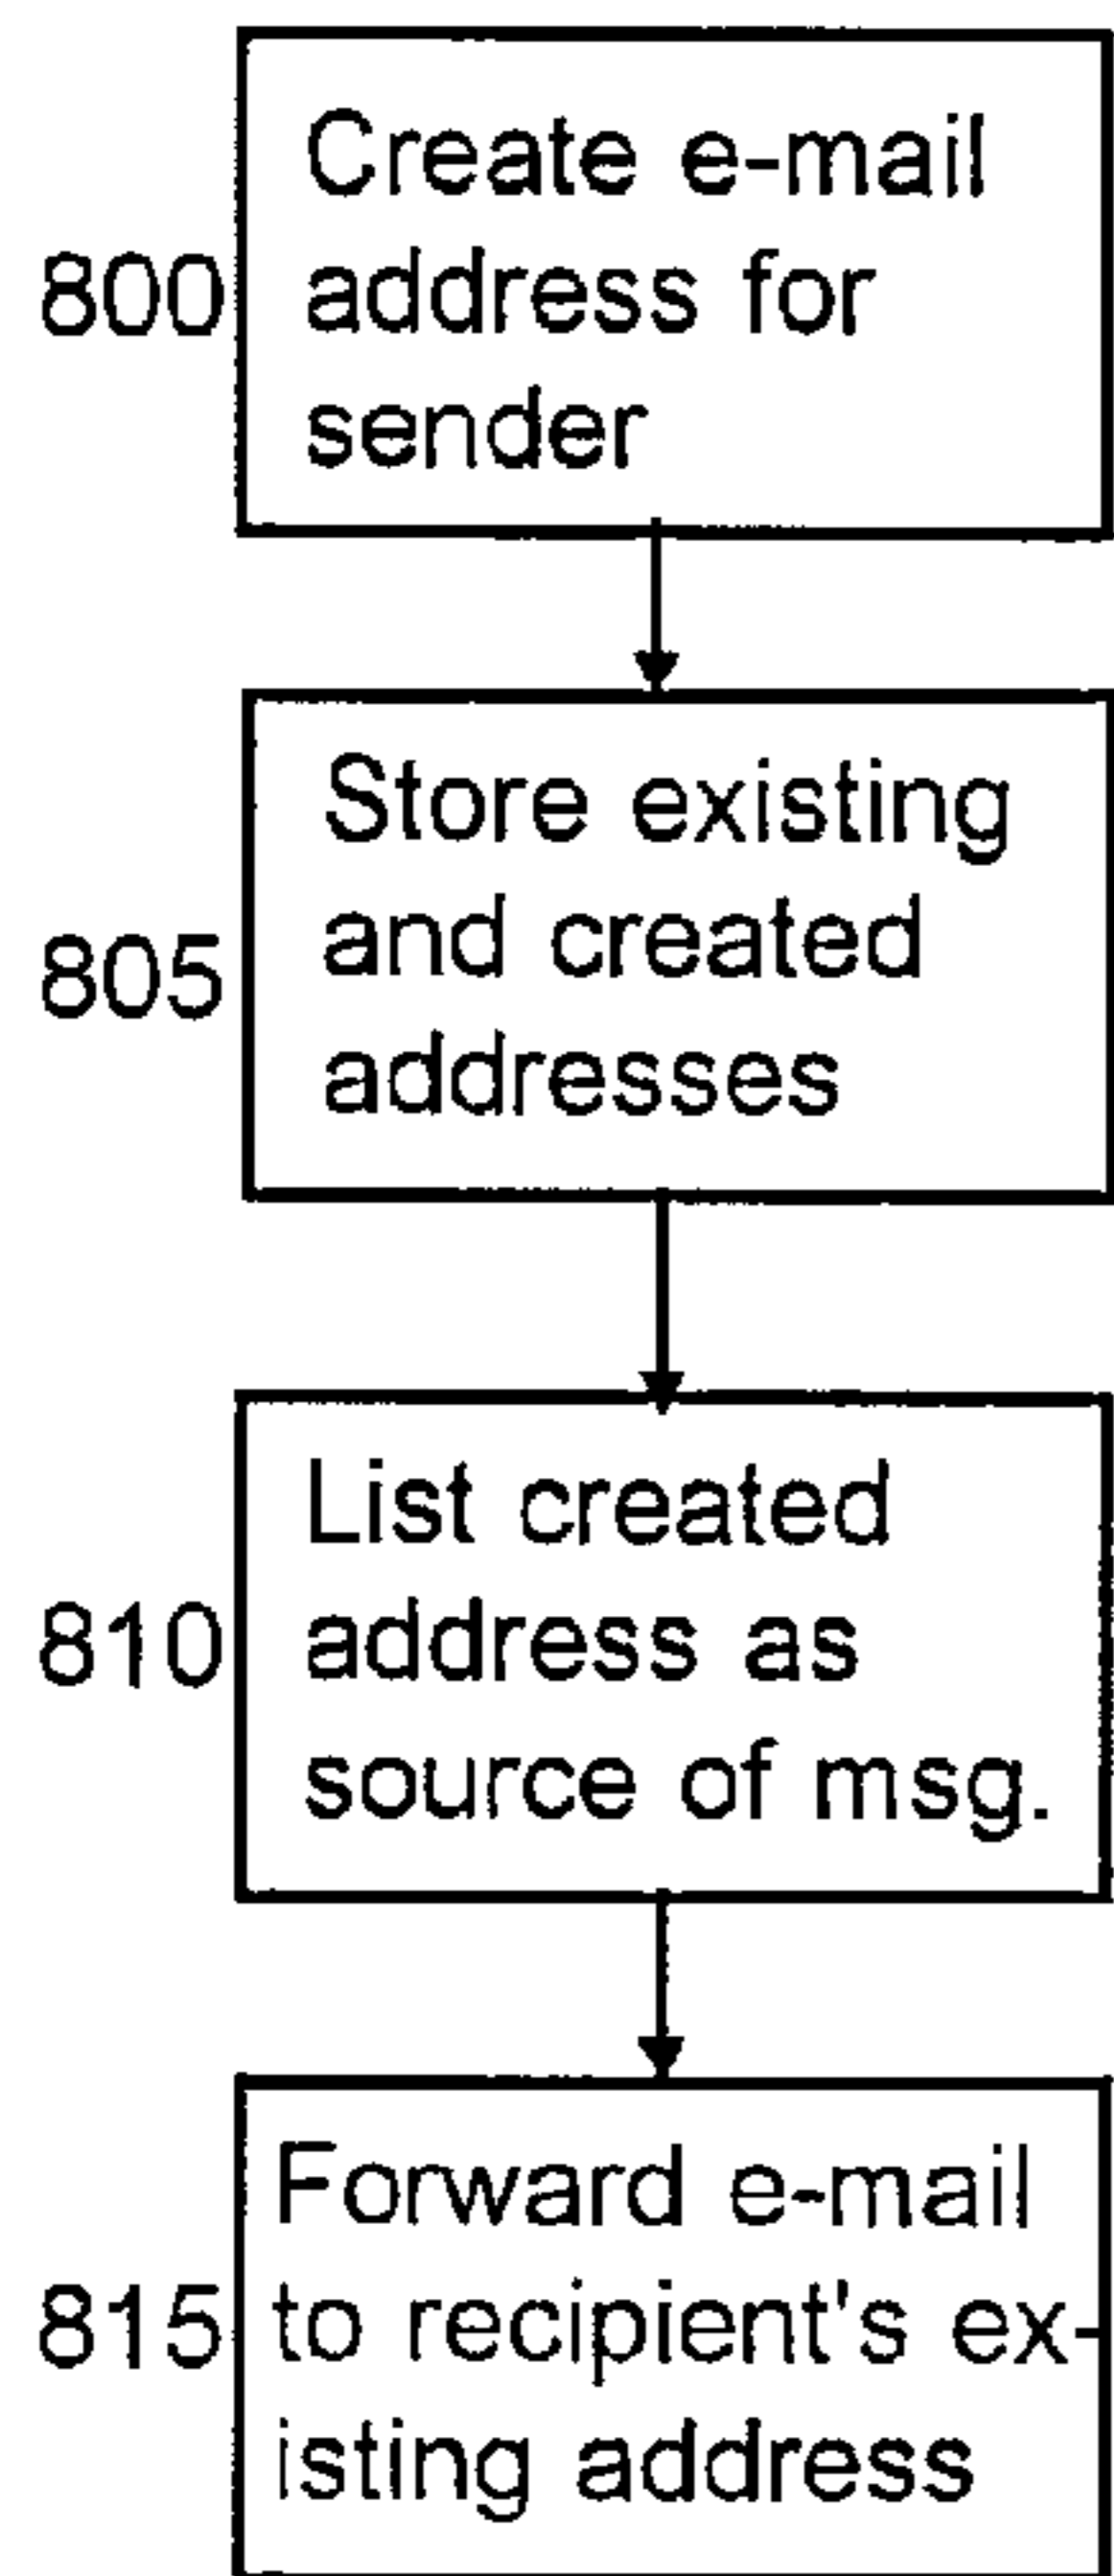 Create e-mail
800 address for
sender
Store existing
and created
805
addresses
List created
810 address as
source of msg.
Forward e-mail
815 to recipient's ex-
isting address